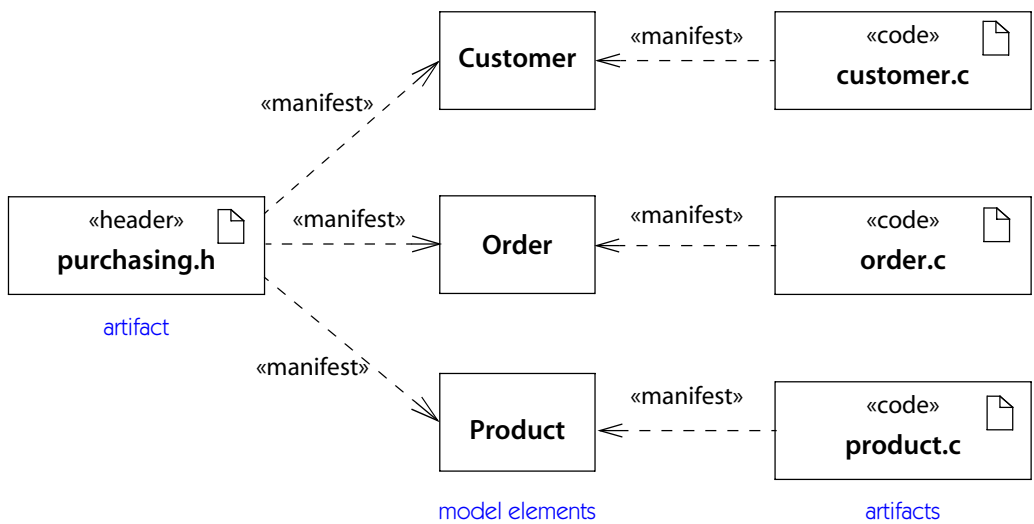 Customer
«manifest»
«code»
customer.c
«manifest»
«header»
purchasing.h
artifact
«manifest»
Order
«manifest»
«code»
order.c
«manifest»
Product
«manifest»
«code»
product.c
model elements
artifacts